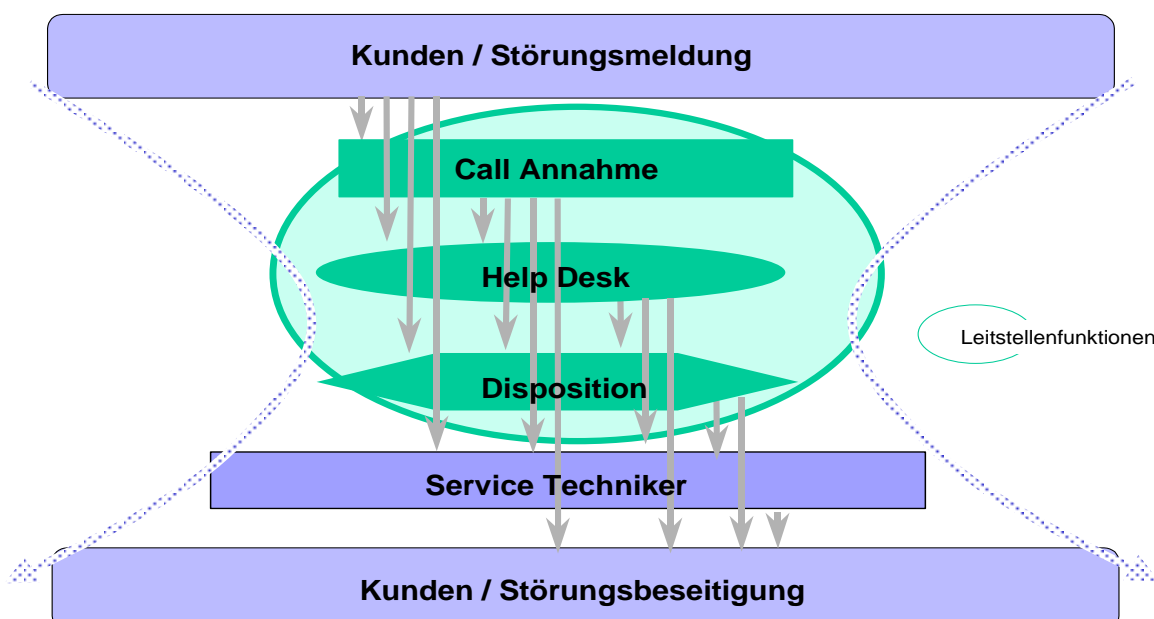 Kunden / Störungsmeldung
Call Annahme
Help Desk
Leitstellenfunktionen
Disposition
Service Techniker
Kunden / Störungsbeseitigung